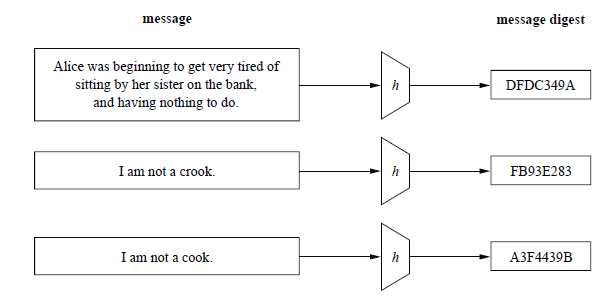 message
message digest
Alice was beginning to get very tired of
sitting by her sister on the bank,
and having nothing to do.
h
DFDC349A
I am not a crook.
h
FB93E283
I am not a cook.
h
A3F4439B